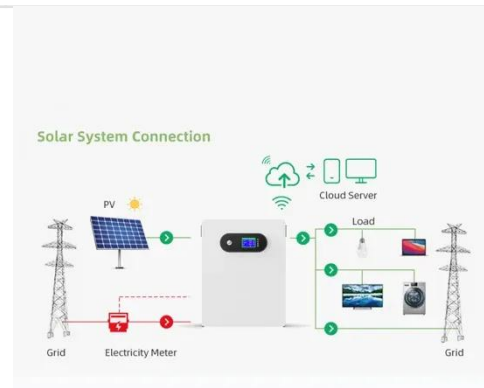 Solar System Connection
Cloud Server
PV
Load
Grid
Electricity Meter
Grid